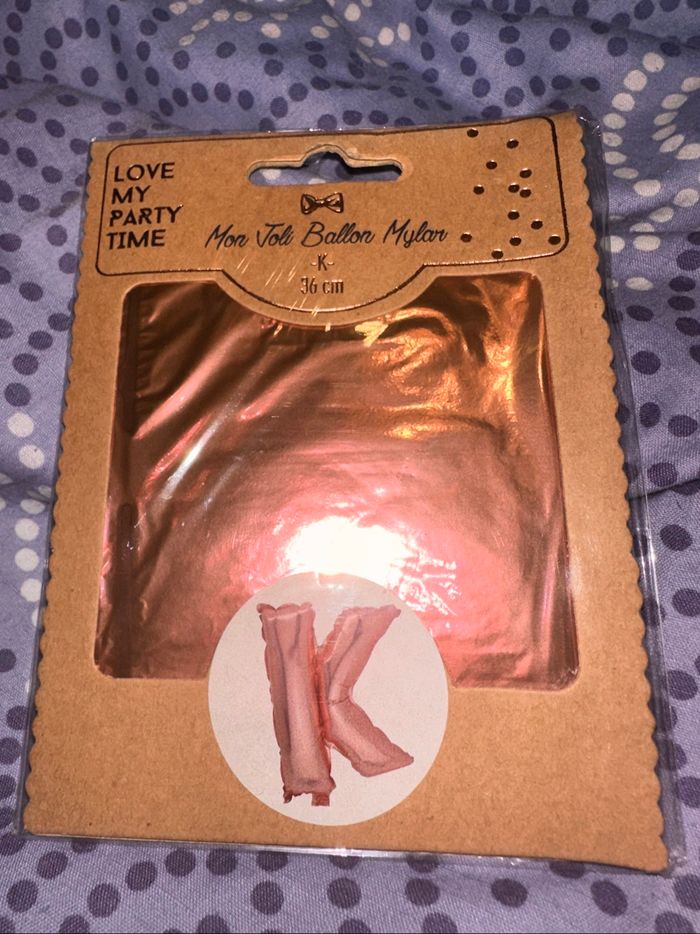 LOVE
MY
PARTY
TIME
Mon Joli Ballon Mylar
-K-
36 cm
K